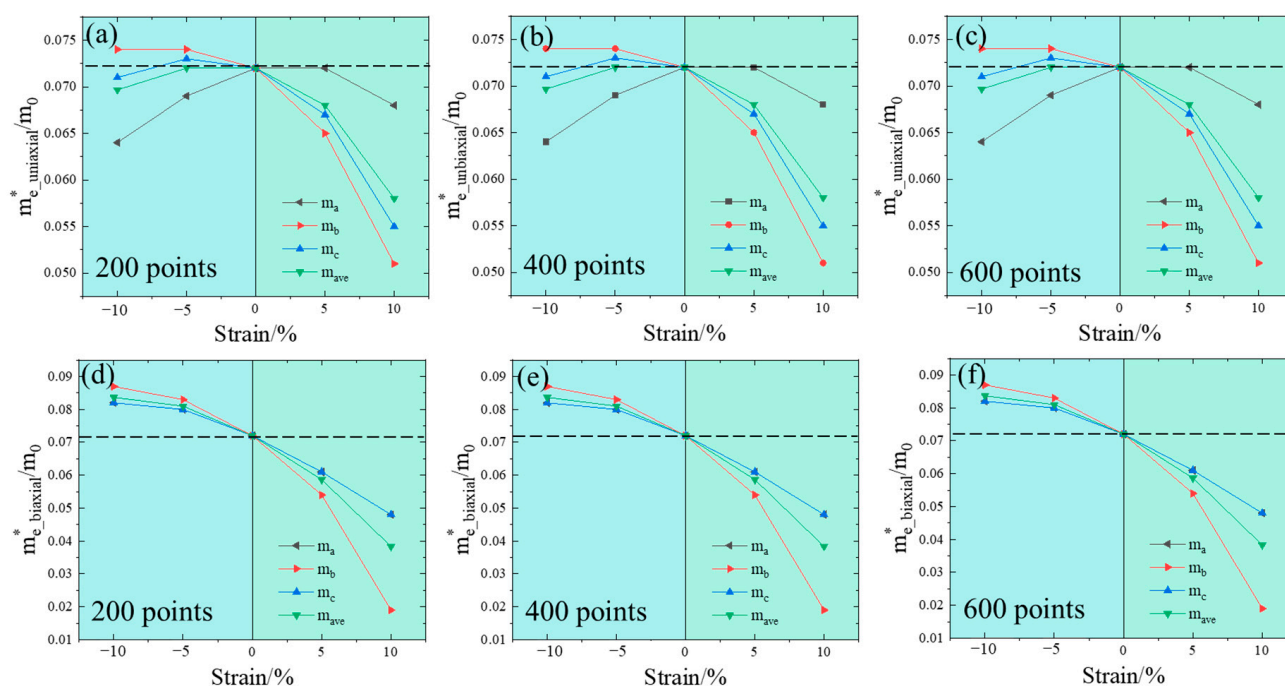 (a)
m*e_uniaxial/m0
0.075
0.070
0.065
0.060
0.055
0.050
ma
mb
mc
mave
200 points
−10 −5 0 5 10
Strain/%
(b)
m*e_unbiaxial/m0
0.075
0.070
0.065
0.060
0.055
0.050
ma
mb
mc
mave
400 points
−10 −5 0 5 10
Strain/%
(c)
m*e_uniaxial/m0
0.075
0.070
0.065
0.060
0.055
0.050
ma
mb
mc
mave
600 points
−10 −5 0 5 10
Strain/%
(d)
m*e_biaxial/m0
0.09
0.08
0.07
0.06
0.05
0.04
0.03
0.02
0.01
ma
mb
mc
mave
200 points
−10 −5 0 5 10
Strain/%
(e)
m*e_biaxial/m0
0.09
0.08
0.07
0.06
0.05
0.04
0.03
0.02
0.01
ma
mb
mc
mave
400 points
−10 −5 0 5 10
Strain/%
(f)
m*e_biaxial/m0
0.09
0.08
0.07
0.06
0.05
0.04
0.03
0.02
0.01
ma
mb
mc
mave
600 points
−10 −5 0 5 10
Strain/%